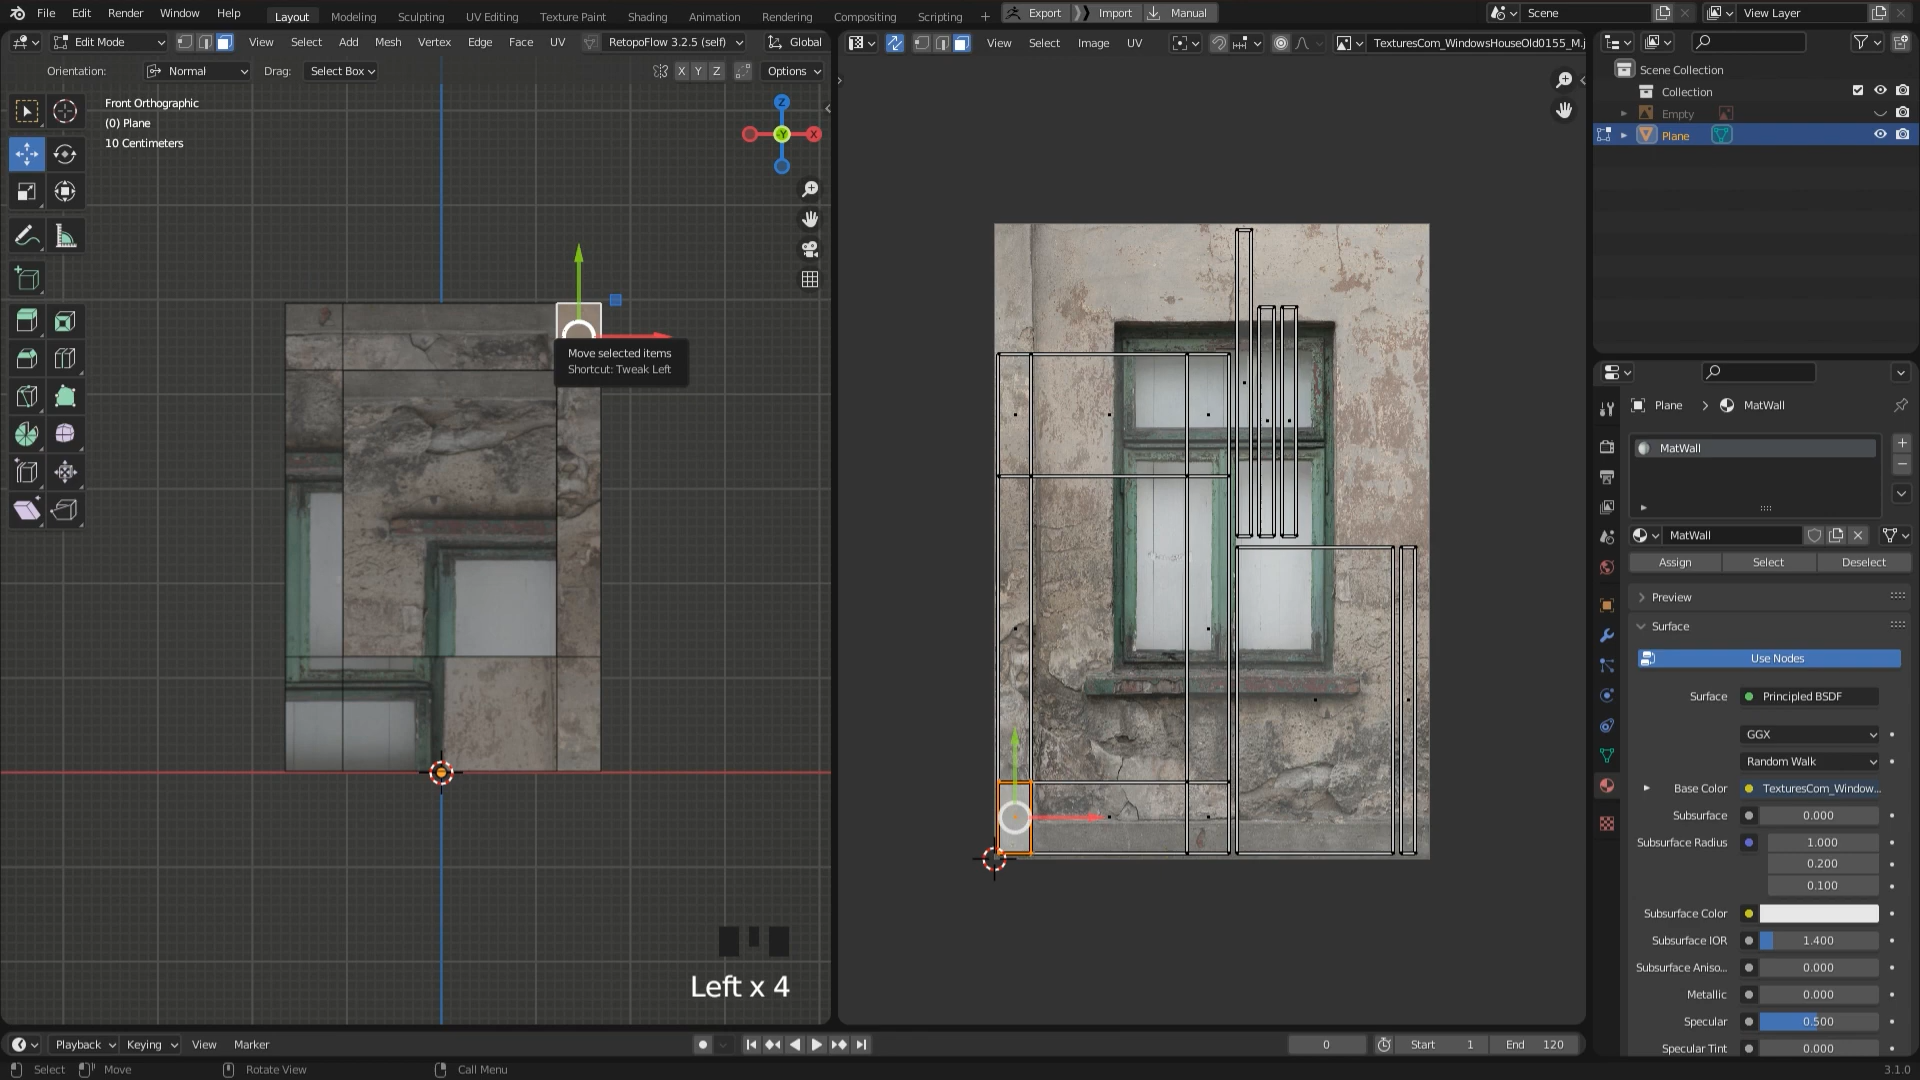 File Edit Render Window Help
Layout Modeling Sculpting UV Editing Texture Paint Shading Animation Rendering Compositing Scripting +
Export Import Manual
Scene View Layer
Edit Mode View Select Add Mesh Vertex Edge Face UV RetopoFlow 3.2.5 (self) Global
View Select Image UV TexturesCom_WindowsHouseOld0155_M.j
Orientation: Normal Drag: Select Box X Y Z Options
Front Orthographic
(0) Plane
10 Centimeters
Z
Y
X
Move selected items
Shortcut: Tweak Left
Left x 4
Scene Collection
Collection
Empty
Plane
Plane > MatWall
MatWall
MatWall
Assign Select Deselect
Preview
Surface
Use Nodes
Surface Principled BSDF
GGX
Random Walk
Base Color TexturesCom_Window...
Subsurface 0.000
Subsurface Radius 1.000
0.200
0.100
Subsurface Color
Subsurface IOR 1.400
Subsurface Aniso... 0.000
Metallic 0.000
Specular 0.500
Specular Tint 0.000
Playback Keying View Marker 0 Start 1 End 120
Select Move Rotate View Call Menu 3.1.0